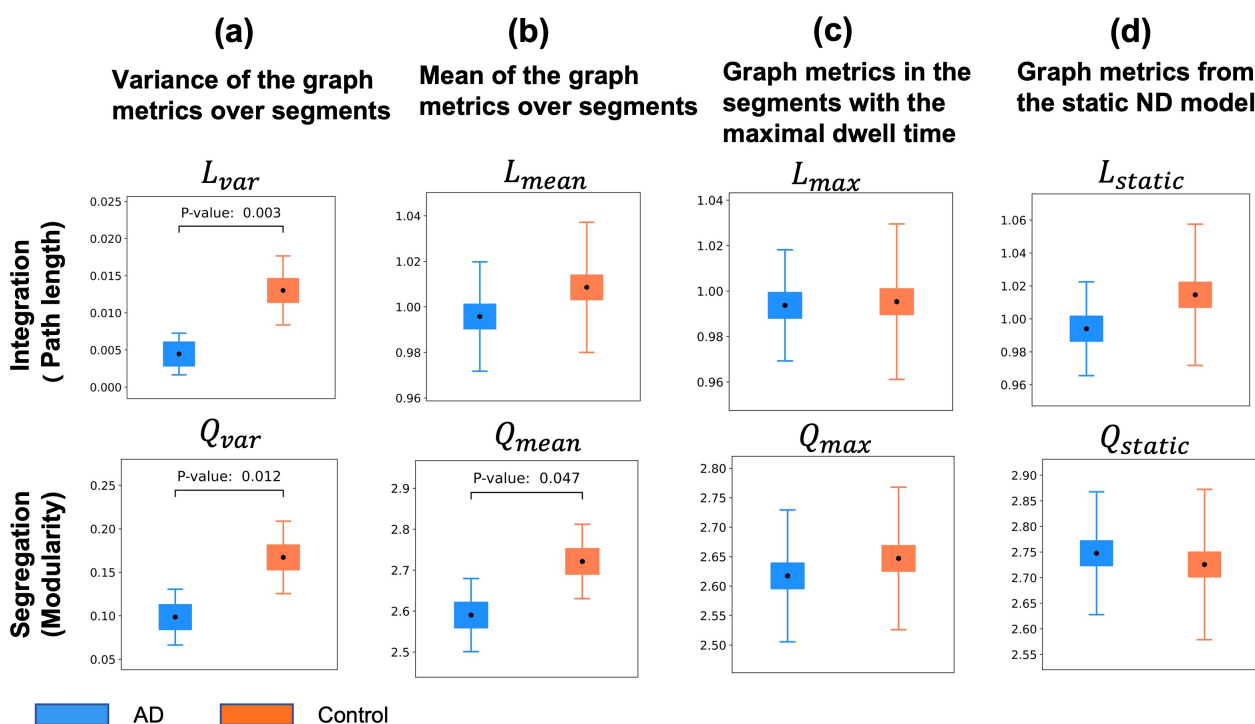 (a)
Variance of the graph
metrics over segments
(b)
Mean of the graph
metrics over segments
(c)
Graph metrics in the
segments with the
maximal dwell time
(d)
Graph metrics from
the static ND model
Integration
( Path length)
L_var
P-value: 0.003
0.025
0.020
0.015
0.010
0.005
0.000
L_mean
1.04
1.02
1.00
0.98
0.96
L_max
1.04
1.02
1.00
0.98
0.96
L_static
1.06
1.04
1.02
1.00
0.98
0.96
Segregation
(Modularity)
Q_var
P-value: 0.012
0.25
0.20
0.15
0.10
0.05
Q_mean
P-value: 0.047
2.9
2.8
2.7
2.6
2.5
Q_max
2.80
2.70
2.65
2.60
2.55
2.50
Q_static
2.90
2.85
2.80
2.75
2.70
2.65
2.60
2.55
AD
Control